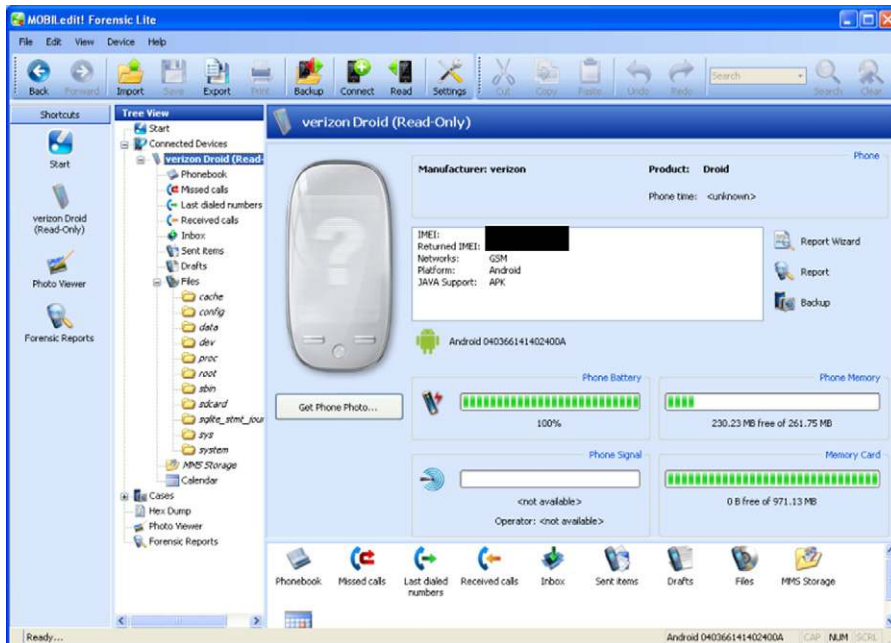 MOBILedit! Forensic Lite
File Edit View Device Help
Back Forward Import Save Export Print Backup Connect Read Settings Cut Copy Paste Undo Redo Search Search Clear
Shortcuts
Start
verizon Droid
(Read-Only)
Photo Viewer
Forensic Reports
Tree View
Start
Connected Devices
verizon Droid (Read-
Phonebook
Missed calls
Last dialed numbers
Received calls
Inbox
Sent items
Drafts
Files
cache
config
data
dev
proc
root
sbin
sdcard
sqlite_stmt_jour
sys
system
MMS Storage
Calendar
Cases
Hex Dump
Photo Viewer
Forensic Reports
verizon Droid (Read-Only)
Phone
Manufacturer: verizon Product: Droid
Phone time: <unknown>
IMEI:
Returned IMEI:
Networks: GSM
Platform: Android
JAVA Support: APK
Report Wizard
Report
Backup
Android 040366141402400A
Get Phone Photo...
Phone Battery
100%
Phone Memory
230.23 MB free of 261.75 MB
Phone Signal
<not available>
Operator: <not available>
Memory Card
0 B free of 971.13 MB
Phonebook Missed calls Last dialed Received calls Inbox Sent items Drafts Files MMS Storage
numbers
Ready... Android 040366141402400A CAP NUM SCRL